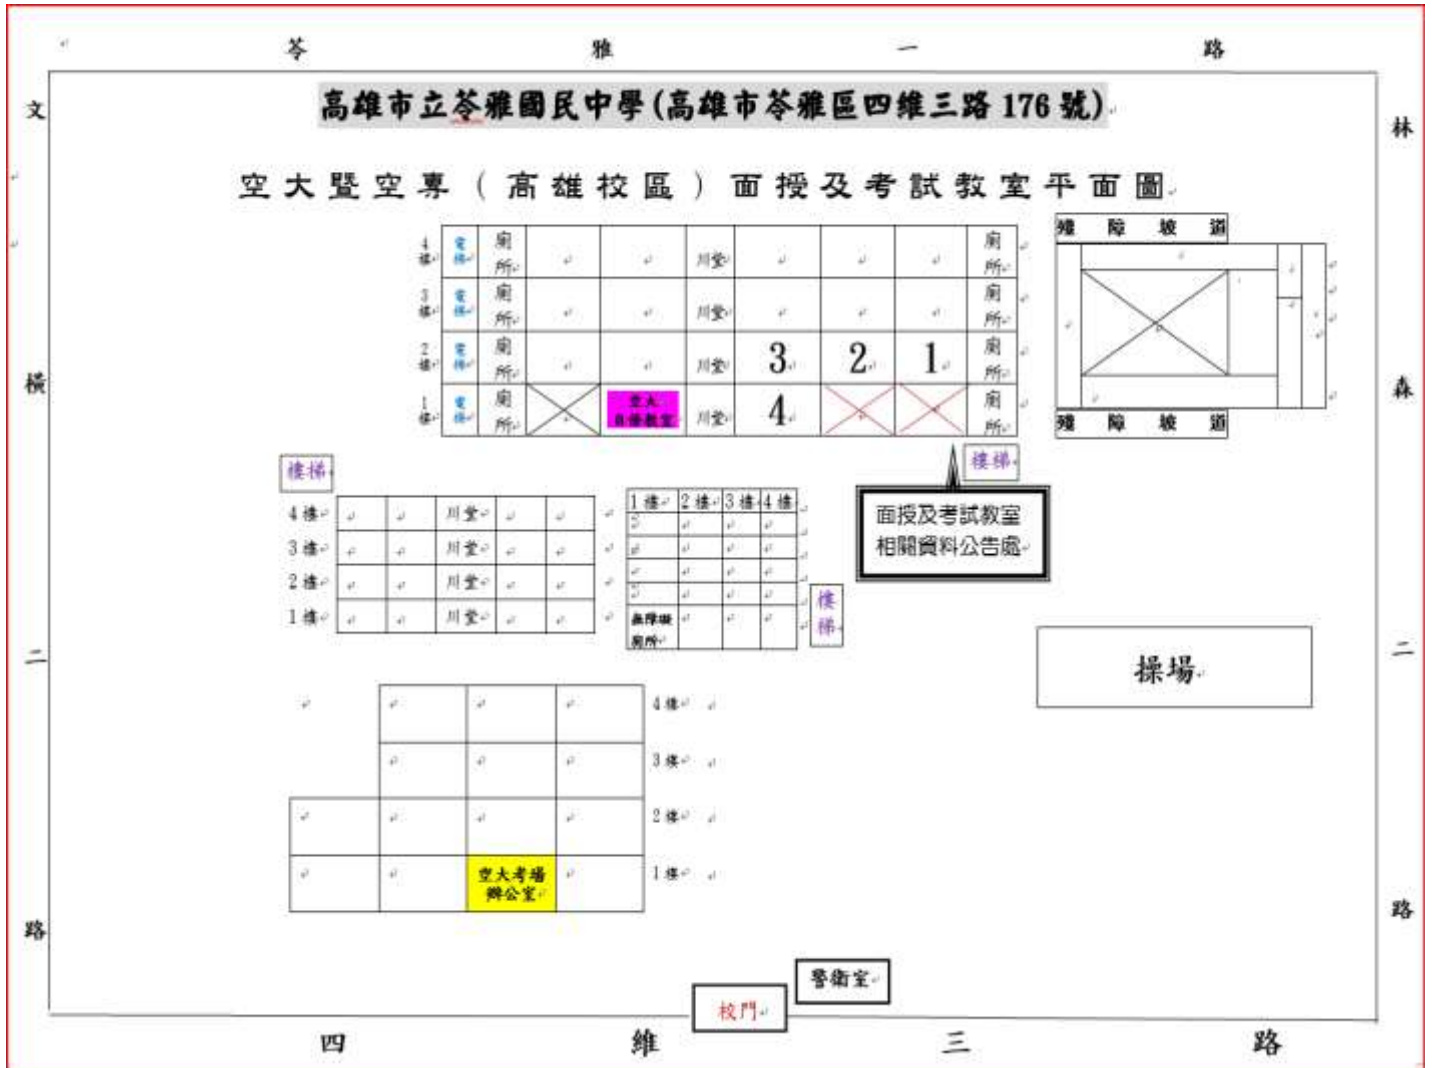 苓 雅 一 路
文 橫 二 路
林 森 二 路
高雄市立苓雅國民中學(高雄市苓雅區四維三路 176 號)
空大暨空專（高雄校區）面授及考試教室平面圖
4樓 電梯 廁所 川堂 廁所
3樓 電梯 廁所 川堂 廁所
2樓 電梯 廁所 川堂 3 2 1 廁所
1樓 電梯 廁所 空大自修教室 川堂 4 廁所
殘障坡道
殘障坡道
樓梯
樓梯
面授及考試教室
相關資料公告處
4樓 川堂
3樓 川堂
2樓 川堂
1樓 川堂
1樓 2樓 3樓 4樓
無障礙
廁所
樓梯
操場
4樓
3樓
2樓
1樓
空大考場
辦公室
警衛室
校門
四 維 三 路